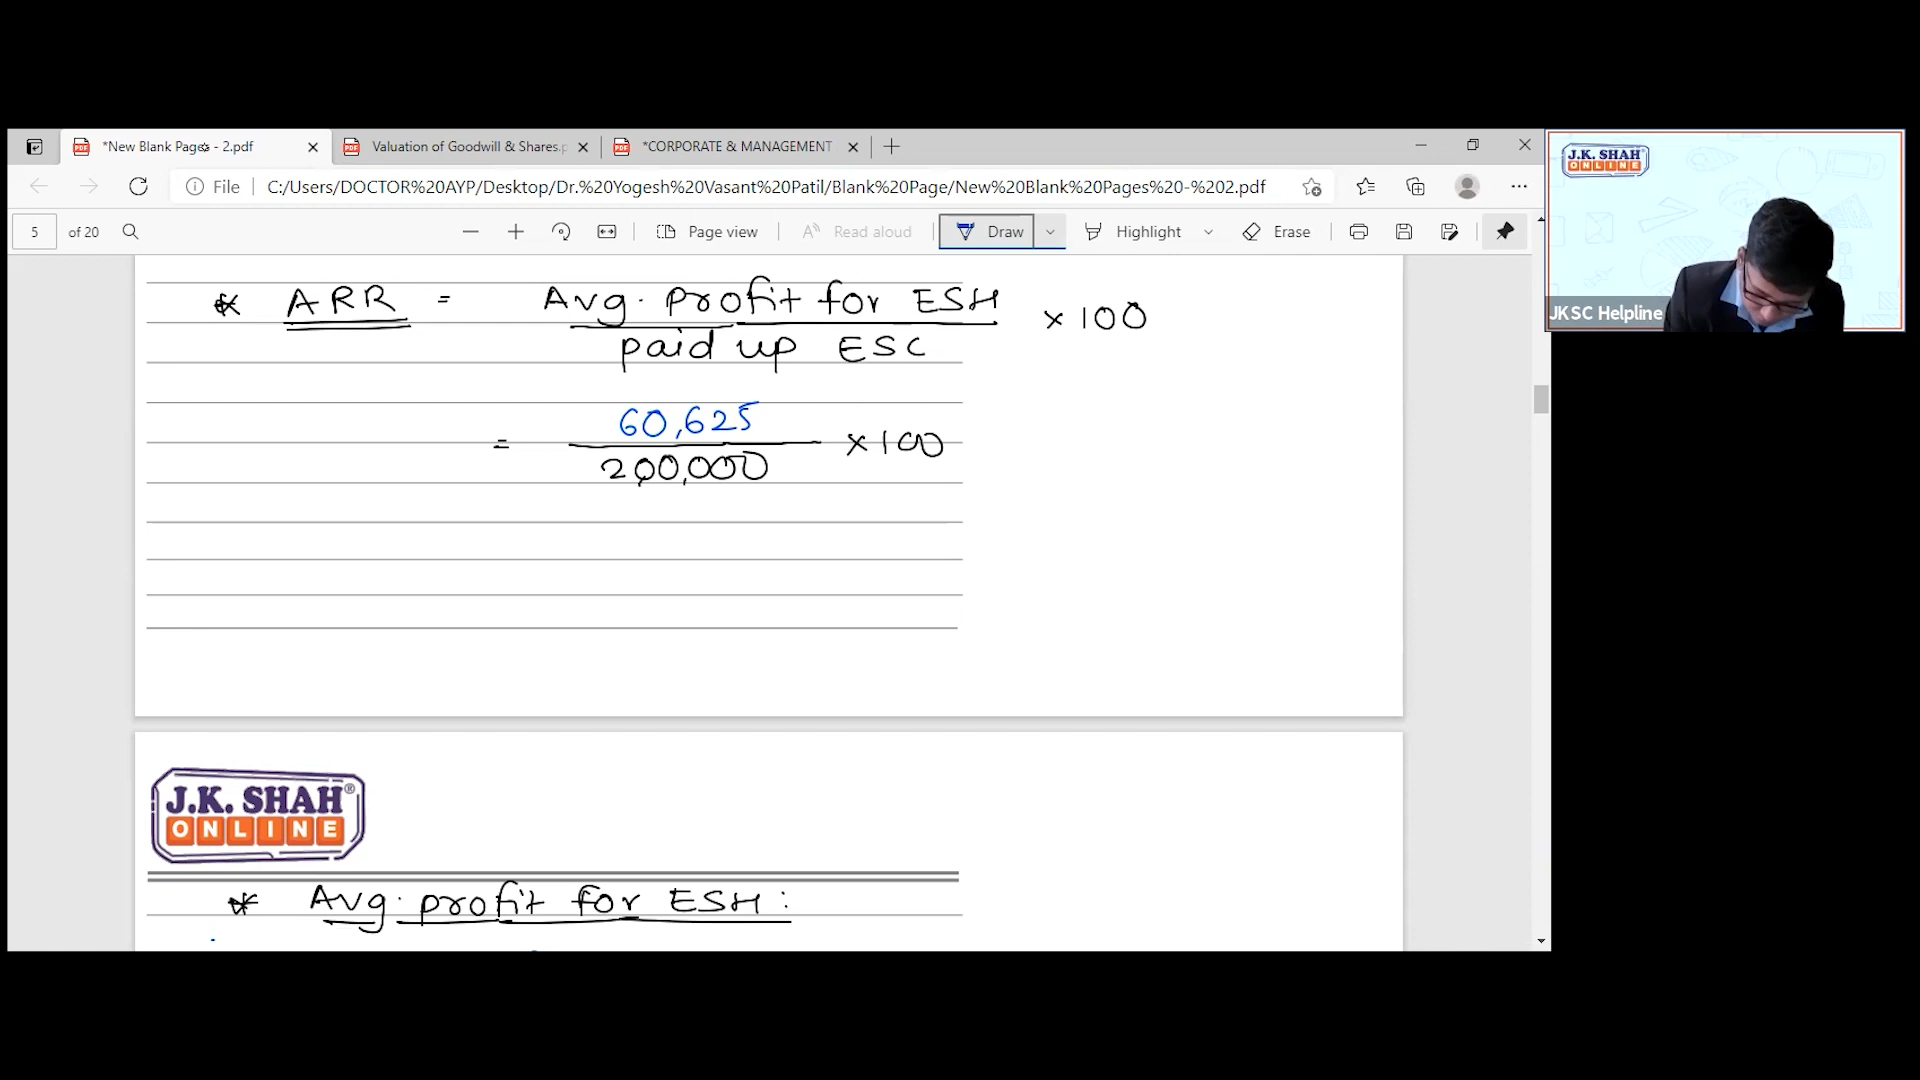 *New Blank Pages - 2.pdf
Valuation of Goodwill & Shares.p
*CORPORATE & MANAGEMENT
File
C:/Users/DOCTOR%20AYP/Desktop/Dr.%20Yogesh%20Vasant%20Patil/Blank%20Page/New%20Blank%20Pages%20-%202.pdf
5 of 20
Page view
Read aloud
Draw
Highlight
Erase
J.K. SHAH
ONLINE
JKSC Helpline
* ARR = Avg. profit for ESH × 100
paid up ESC
= 60,625 × 100
200,000
J.K. SHAH®
ONLINE
* Avg. profit for ESH :